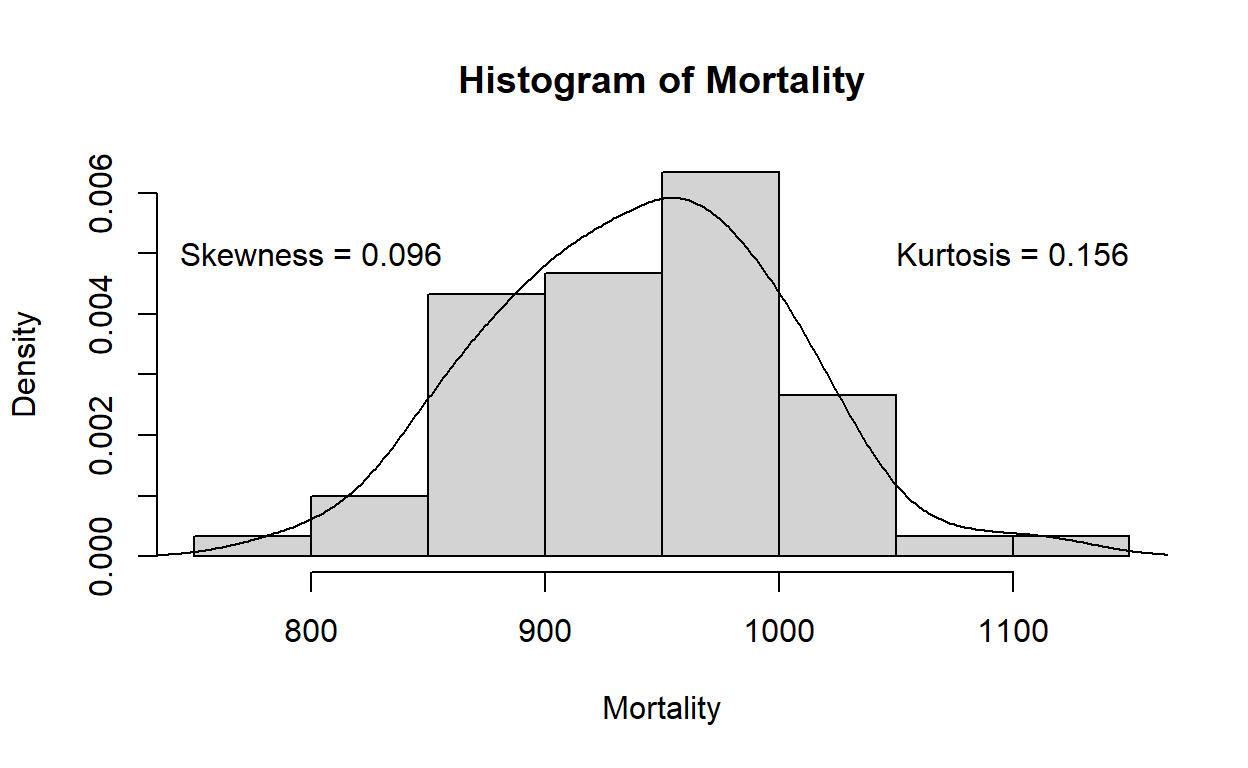 Histogram of Mortality
Skewness = 0.096
Kurtosis = 0.156
Density
0.000
0.002
0.004
0.006
800
900
1000
1100
Mortality